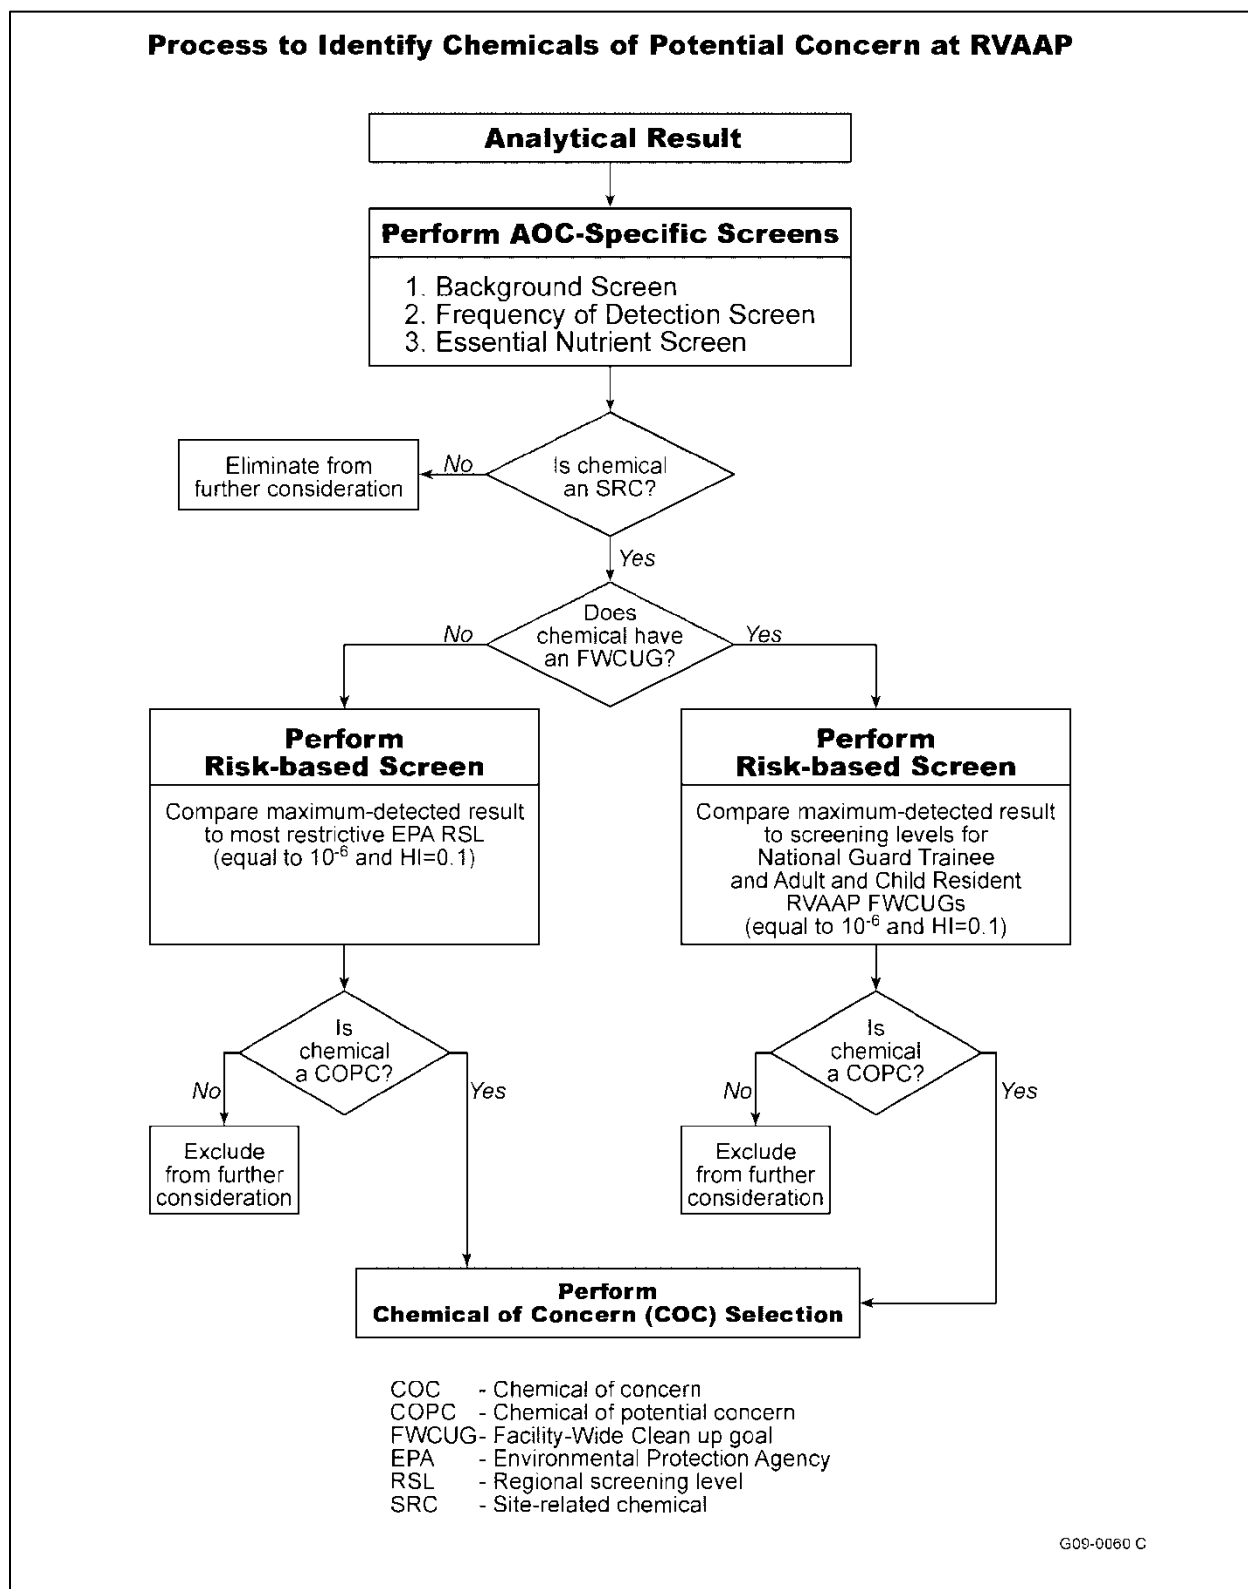 Process to Identify Chemicals of Potential Concern at RVAAP
Analytical Result
Perform AOC-Specific Screens
1. Background Screen
2. Frequency of Detection Screen
3. Essential Nutrient Screen
Is chemical
an SRC?
No
Eliminate from
further consideration
Yes
Does
chemical have
an FWCUG?
No
Yes
Perform
Risk-based Screen
Compare maximum-detected result
to most restrictive EPA RSL
(equal to 10⁻⁶ and HI=0.1)
Perform
Risk-based Screen
Compare maximum-detected result
to screening levels for
National Guard Trainee
and Adult and Child Resident
RVAAP FWCUGs
(equal to 10⁻⁶ and HI=0.1)
Is
chemical
a COPC?
No
Yes
Exclude
from further
consideration
Is
chemical
a COPC?
No
Yes
Exclude
from further
consideration
Perform
Chemical of Concern (COC) Selection
COC - Chemical of concern
COPC - Chemical of potential concern
FWCUG- Facility-Wide Clean up goal
EPA - Environmental Protection Agency
RSL - Regional screening level
SRC - Site-related chemical
G09-0060 C